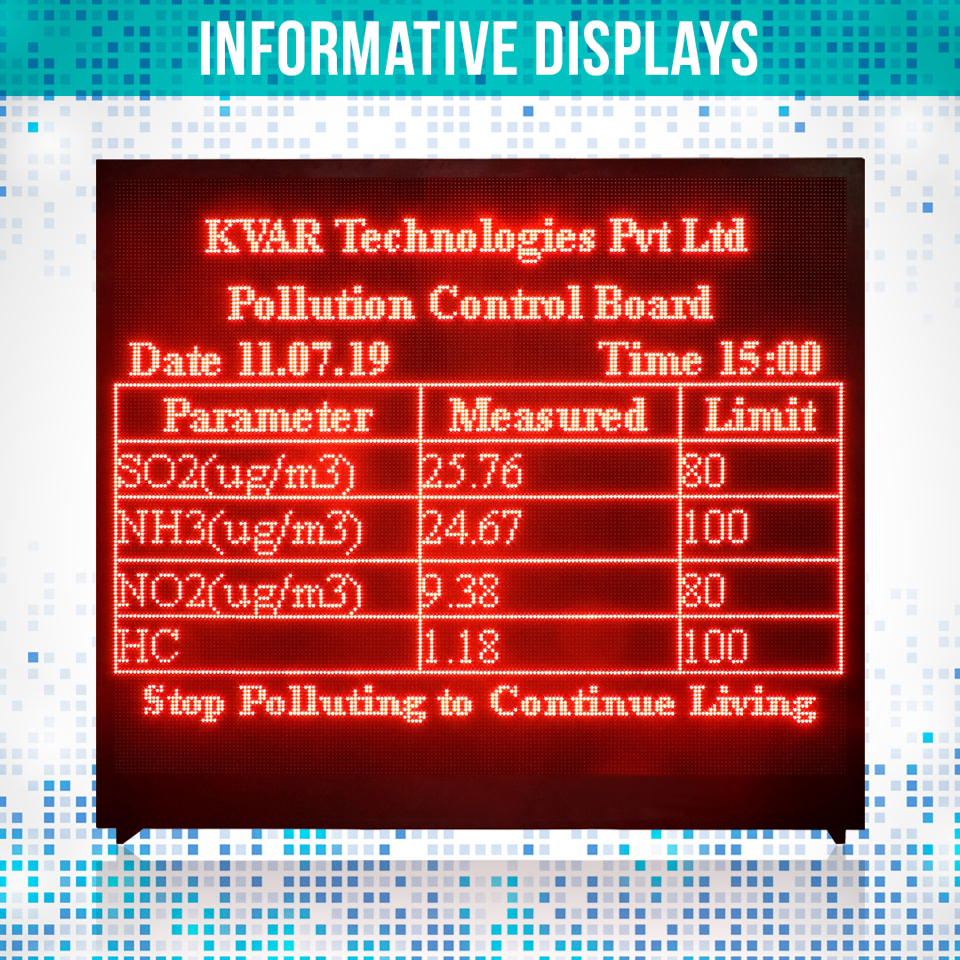 INFORMATIVE DISPLAYS
KVAR Technologies Pvt Ltd
Pollution Control Board
Date 11.07.19 Time 15:00
Parameter Measured Limit
SO2(ug/m3) 25.76 80
NH3(ug/m3) 24.67 100
NO2(ug/m3) 9.38 80
HC 1.18 100
Stop Polluting to Continue Living